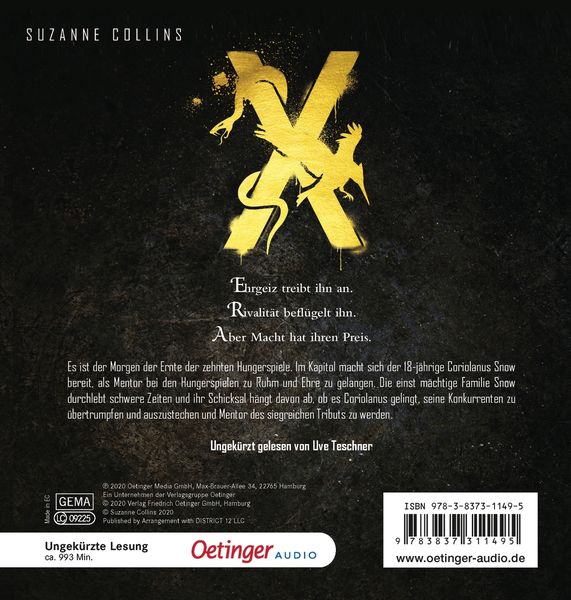 SUZANNE COLLINS
X
Ehrgeiz treibt ihn an.
Rivalität beflügelt ihn.
Aber Macht hat ihren Preis.
Es ist der Morgen der Ernte der zehnten Hungerspiele. Im Kapitol macht sich der 18-jährige Coriolanus Snow
bereit, als Mentor bei den Hungerspielen zu Ruhm und Ehre zu gelangen. Die einst mächtige Familie Snow
durchlebt schwere Zeiten und ihr Schicksal hängt davon ab, ob es Coriolanus gelingt, seine Konkurrenten zu
übertrumpfen und auszustechen und Mentor des siegreichen Tributs zu werden.
Ungekürzt gelesen von Uve Teschner
Made in EC
GEMA
LC 09225
℗ 2020 Oetinger Media GmbH, Max-Brauer-Allee 34, 22765 Hamburg
Ein Unternehmen der Verlagsgruppe Oetinger
© 2020 Verlag Friedrich Oetinger GmbH, Hamburg
© Suzanne Collins 2020
Published by Arrangement with DISTRICT 12 LLC
Ungekürzte Lesung
ca. 993 Min.
Oetinger AUDIO
ISBN 978-3-8373-1149-5
9 783837 311495
www.oetinger-audio.de